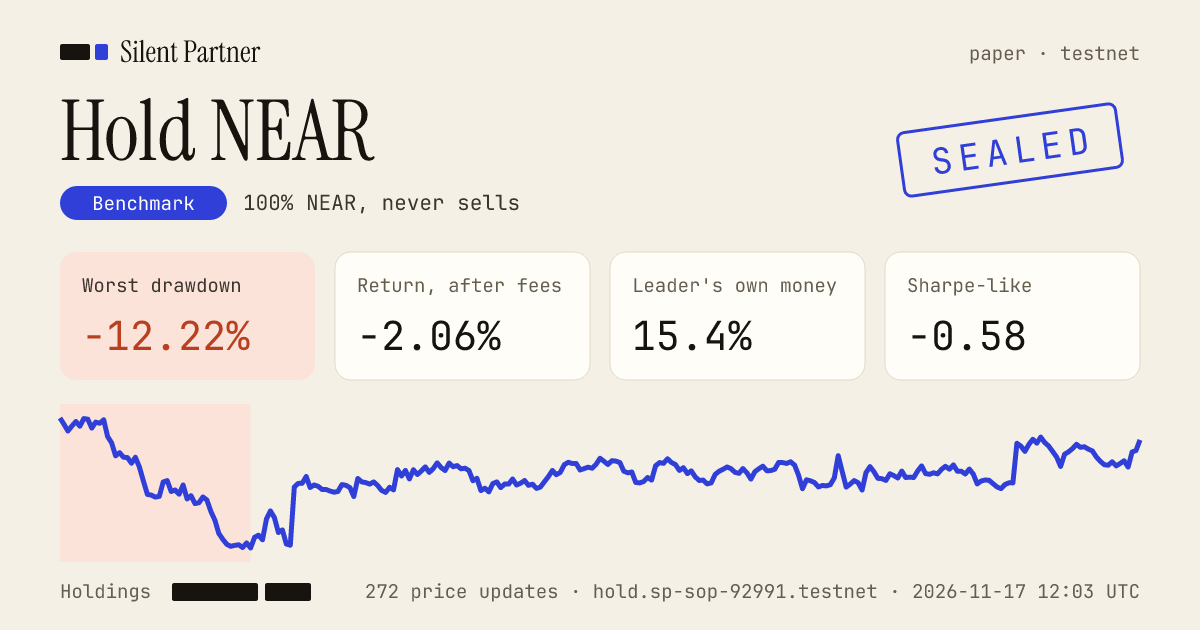 Silent Partner
paper · testnet
Hold NEAR
SEALED
Benchmark
100% NEAR, never sells
Worst drawdown
-12.22%
Return, after fees
-2.06%
Leader's own money
15.4%
Sharpe-like
-0.58
Holdings
272 price updates · hold.sp-sop-92991.testnet · 2026-11-17 12:03 UTC